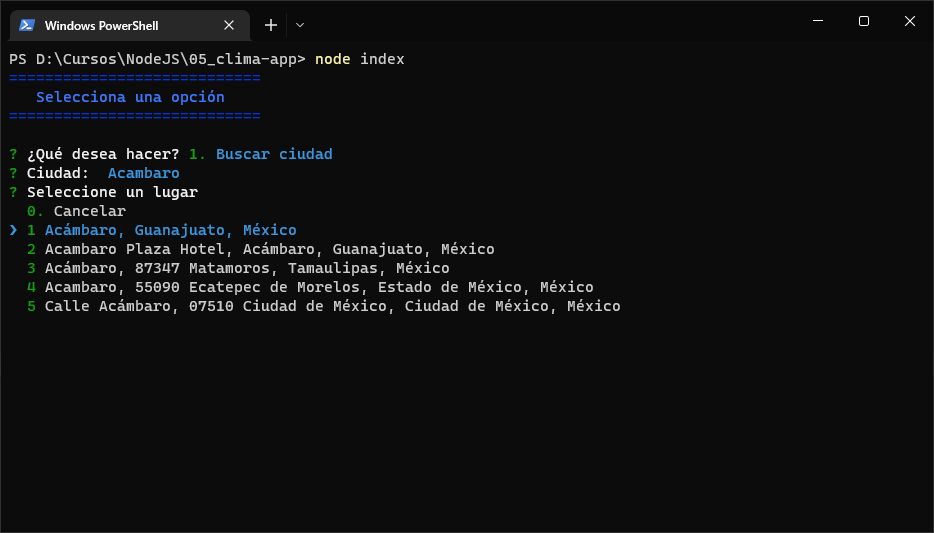 Windows PowerShell
PS D:\Cursos\NodeJS\05_clima-app> node index
============================
Selecciona una opción
============================
? ¿Qué desea hacer? 1. Buscar ciudad
? Ciudad:  Acambaro
? Seleccione un lugar
0. Cancelar
❯ 1 Acámbaro, Guanajuato, México
2 Acambaro Plaza Hotel, Acámbaro, Guanajuato, México
3 Acámbaro, 87347 Matamoros, Tamaulipas, México
4 Acambaro, 55090 Ecatepec de Morelos, Estado de México, México
5 Calle Acámbaro, 07510 Ciudad de México, Ciudad de México, México